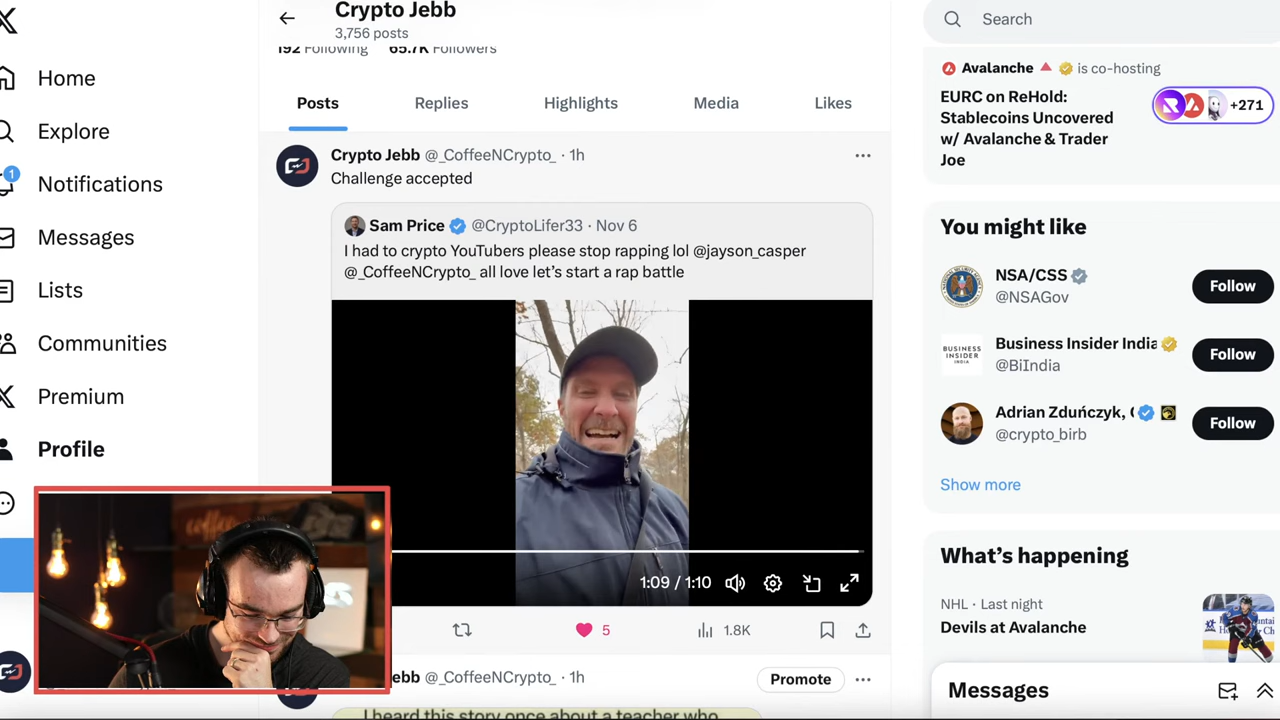 Crypto Jebb
3,756 posts
192 Following 65.7K Followers
Home
Explore
1
Notifications
Messages
Lists
Communities
Premium
Profile
Posts Replies Highlights Media Likes
Crypto Jebb @_CoffeeNCrypto_ · 1h
Challenge accepted
Sam Price @CryptoLifer33 · Nov 6
I had to crypto YouTubers please stop rapping lol @jayson_casper
@_CoffeeNCrypto_ all love let's start a rap battle
1:09 / 1:10
5 1.8K
ebb @_CoffeeNCrypto_ · 1h
Promote
I heard this story once about a teacher who
Search
Avalanche is co-hosting
EURC on ReHold:
Stablecoins Uncovered
w/ Avalanche & Trader
Joe
+271
You might like
NSA/CSS
@NSAGov
Follow
BUSINESS
INSIDER
INDIA
Business Insider India
@BiIndia
Follow
Adrian Zduńczyk, (
@crypto_birb
Follow
Show more
What's happening
NHL · Last night
Devils at Avalanche
Messages